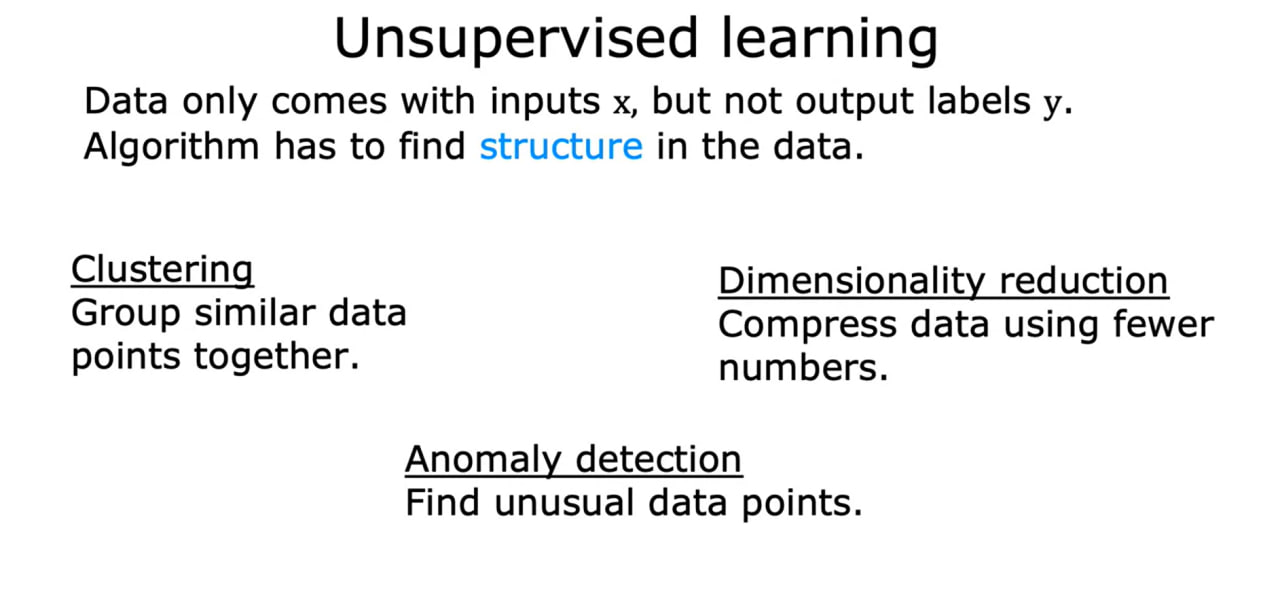 Unsupervised learning
Data only comes with inputs x, but not output labels y.
Algorithm has to find structure in the data.
Clustering
Group similar data
points together.
Dimensionality reduction
Compress data using fewer
numbers.
Anomaly detection
Find unusual data points.